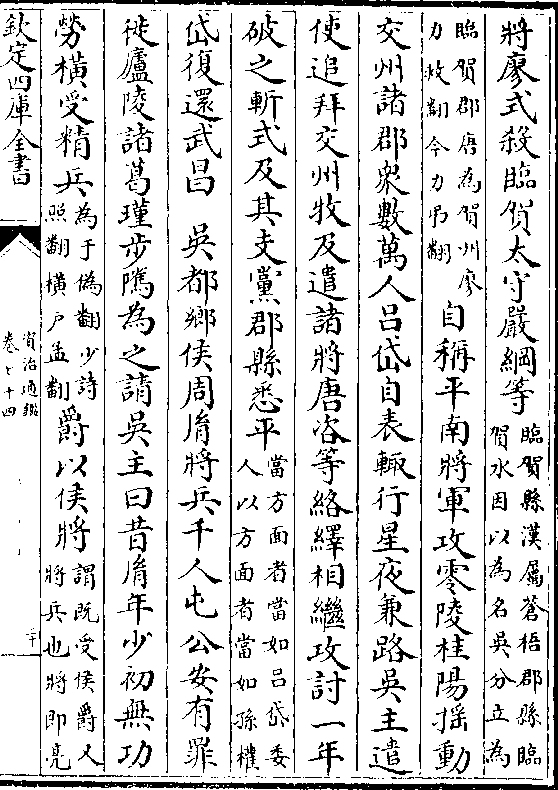 將廖式殺臨賀太守嚴綱等臨賀縣漢屬蒼梧郡縣臨賀水因以為名吳分立為
臨賀郡唐為賀州廖力救翻今力弔翻自稱平南將軍攻零陵桂陽揺動
交州諸郡衆數萬人吕岱自表輒行星夜兼路吳主遣
使追拜交州牧及遣諸將唐咨等絡繹相繼攻討一年
破之斬式及其支黨郡縣悉平當方面者當如吕岱委人以方面者當如孫權
岱復還武昌　吳都鄉侯周𦙍將兵千人屯公安有罪
徙廬陵諸葛瑾步隲為之請吳主曰昔𦙍年少初無功
勞橫受精兵為于偽翻少詩照翻橫戶孟翻爵以侯將謂既受侯爵又將兵也將即亮
欽定四庫全書
資治通鑑
卷七十四